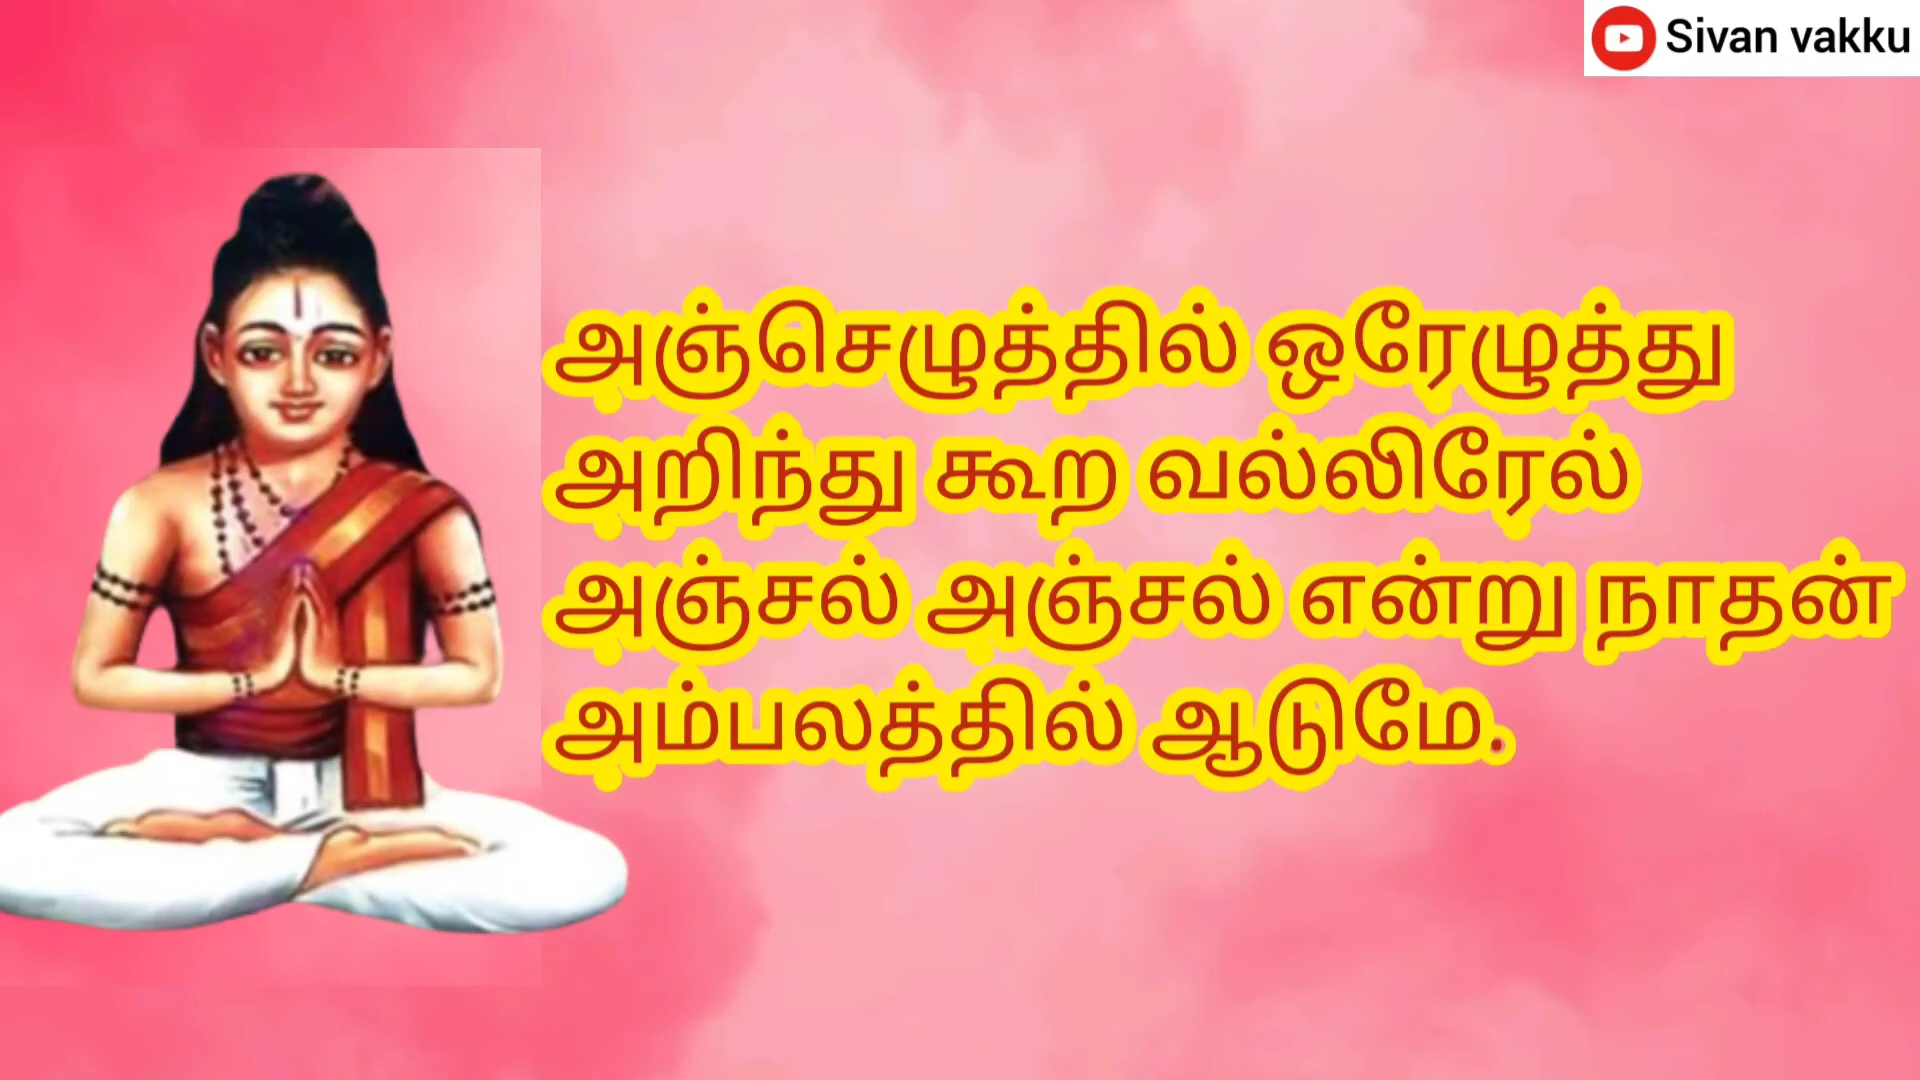 Sivan vakku
அஞ்செழுத்தில் ஒரேழுத்து
அறிந்து கூற வல்லிரேல்
அஞ்சல் அஞ்சல் என்று நாதன்
அம்பலத்தில் ஆடுமே.